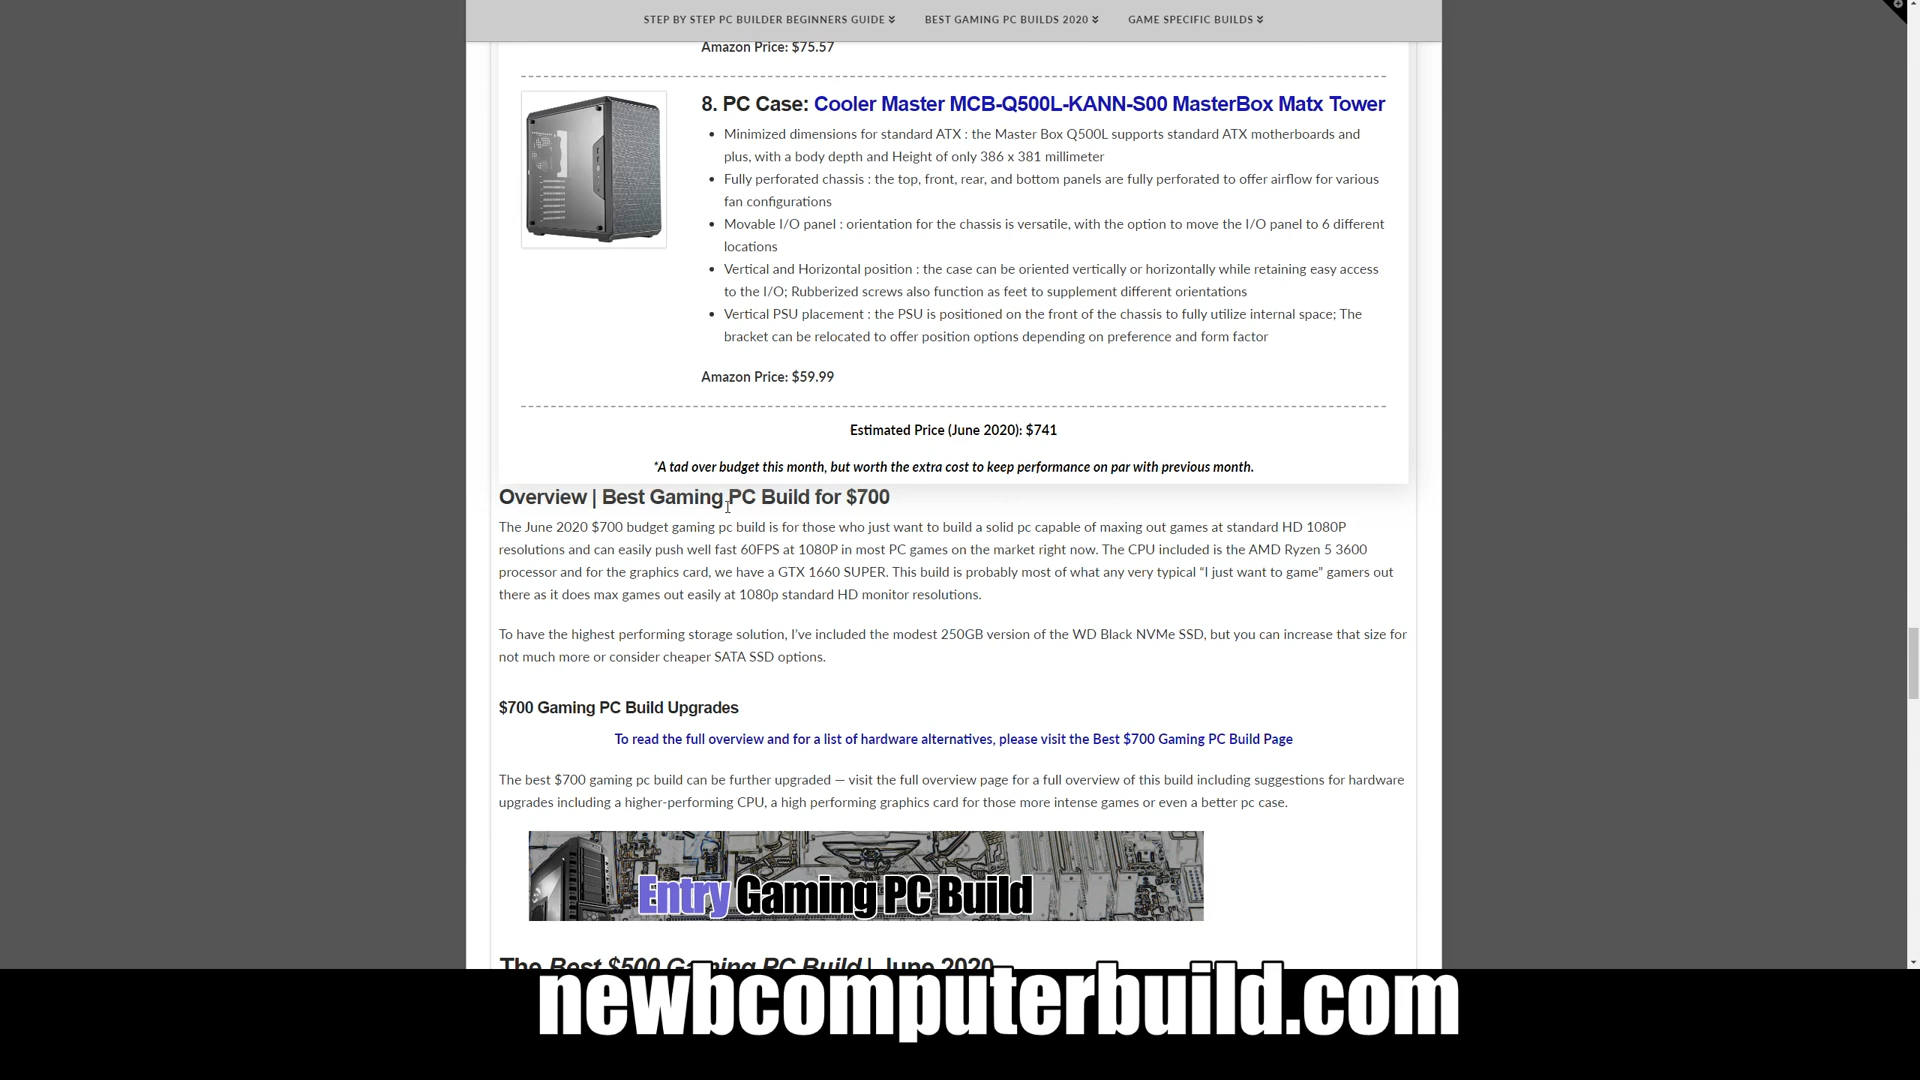 STEP BY STEP PC BUILDER BEGINNERS GUIDE
BEST GAMING PC BUILDS 2020
GAME SPECIFIC BUILDS
Amazon Price: $75.57
8. PC Case: Cooler Master MCB-Q500L-KANN-S00 MasterBox Matx Tower
Minimized dimensions for standard ATX : the Master Box Q500L supports standard ATX motherboards and
plus, with a body depth and Height of only 386 x 381 millimeter
Fully perforated chassis : the top, front, rear, and bottom panels are fully perforated to offer airflow for various
fan configurations
Movable I/O panel : orientation for the chassis is versatile, with the option to move the I/O panel to 6 different
locations
Vertical and Horizontal position : the case can be oriented vertically or horizontally while retaining easy access
to the I/O; Rubberized screws also function as feet to supplement different orientations
Vertical PSU placement : the PSU is positioned on the front of the chassis to fully utilize internal space; The
bracket can be relocated to offer position options depending on preference and form factor
Amazon Price: $59.99
Estimated Price (June 2020): $741
*A tad over budget this month, but worth the extra cost to keep performance on par with previous month.
Overview | Best Gaming PC Build for $700
The June 2020 $700 budget gaming pc build is for those who just want to build a solid pc capable of maxing out games at standard HD 1080P
resolutions and can easily push well fast 60FPS at 1080P in most PC games on the market right now. The CPU included is the AMD Ryzen 5 3600
processor and for the graphics card, we have a GTX 1660 SUPER. This build is probably most of what any very typical “I just want to game” gamers out
there as it does max games out easily at 1080p standard HD monitor resolutions.
To have the highest performing storage solution, I’ve included the modest 250GB version of the WD Black NVMe SSD, but you can increase that size for
not much more or consider cheaper SATA SSD options.
$700 Gaming PC Build Upgrades
To read the full overview and for a list of hardware alternatives, please visit the Best $700 Gaming PC Build Page
The best $700 gaming pc build can be further upgraded — visit the full overview page for a full overview of this build including suggestions for hardware
upgrades including a higher-performing CPU, a high performing graphics card for those more intense games or even a better pc case.
Entry Gaming PC Build
The Best $500 Gaming PC Build | June 2020
newbcomputerbuild.com